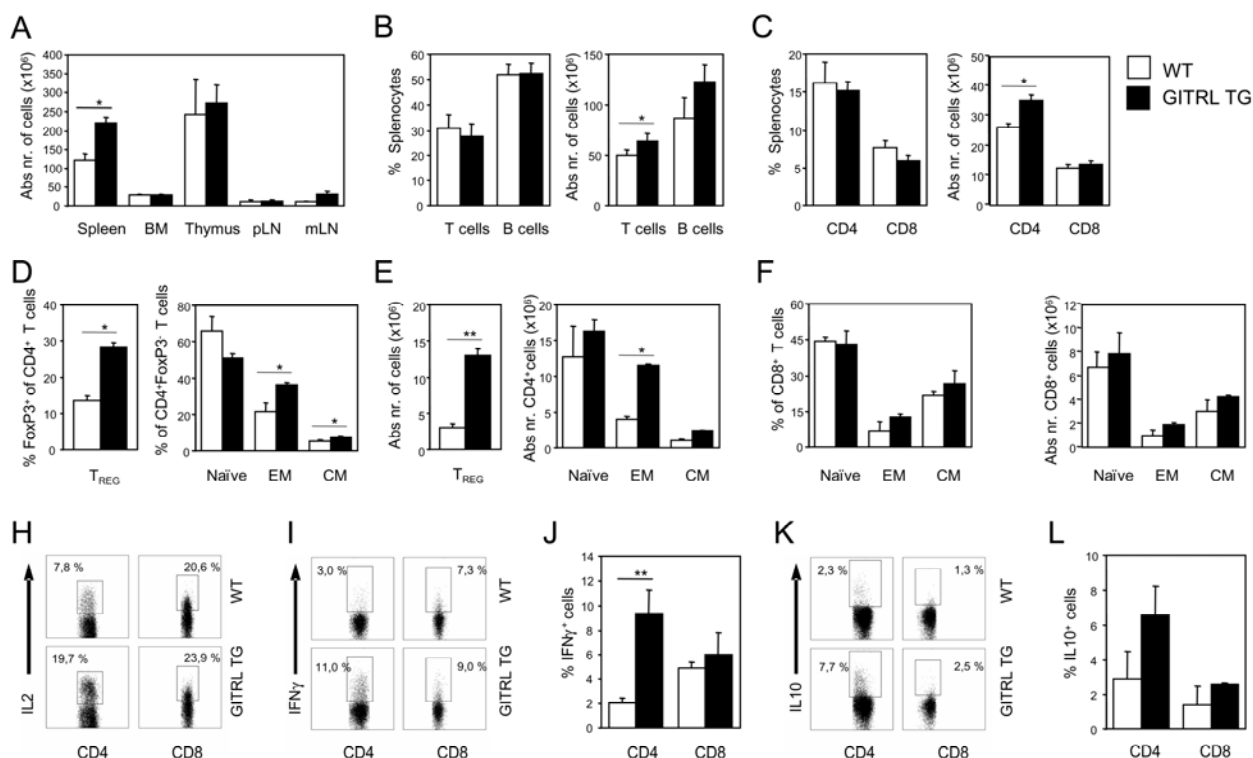 A
Abs nr. of cells (x10⁶)
400
350
300
250
200
150
100
50
0
*
Spleen BM Thymus pLN mLN
B
% Splenocytes
60
50
40
30
20
10
0
T cells B cells
Abs nr. of cells (x10⁶)
150
100
50
0
*
T cells B cells
C
% Splenocytes
20
15
10
5
0
CD4 CD8
Abs nr. of cells (x10⁶)
50
40
30
20
10
0
*
CD4 CD8
WT
GITRL TG
D
% FoxP3⁺ of CD4⁺ T cells
40
30
20
10
0
*
T_REG
% of CD4⁺FoxP3⁻ T cells
80
60
40
20
0
*
*
Naïve EM CM
E
Abs nr. of cells (x10⁶)
15
10
5
0
**
T_REG
Abs nr. CD4⁺cells (x10⁶)
20
15
10
5
0
*
Naïve EM CM
F
% of CD8⁺ T cells
60
45
30
15
0
Naïve EM CM
Abs nr. CD8⁺ cells (x10⁶)
12
10
8
6
4
2
0
Naïve EM CM
H
IL2
7,8 %
20,6 %
WT
19,7 %
23,9 %
GITRL TG
CD4 CD8
I
IFNγ
3,0 %
7,3 %
WT
11,0 %
9,0 %
GITRL TG
CD4 CD8
J
% IFNγ⁺ cells
14
12
10
8
6
4
2
0
**
CD4 CD8
K
IL10
2,3 %
1,3 %
WT
7,7 %
2,5 %
GITRL TG
CD4 CD8
L
% IL10⁺ cells
10
8
6
4
2
0
CD4 CD8